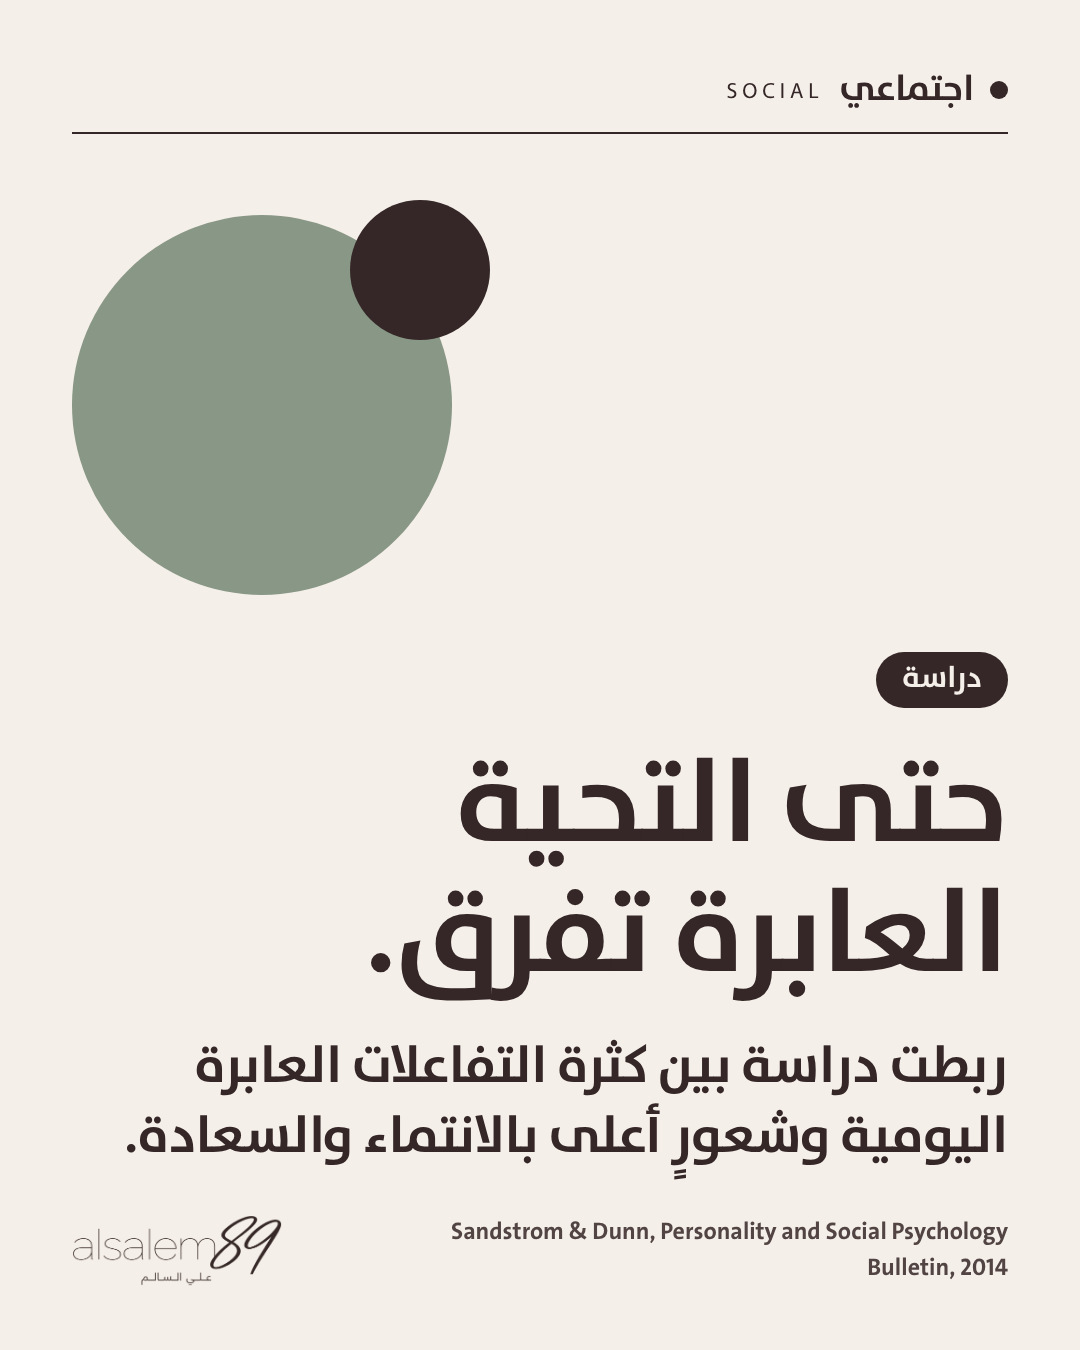 اجتماعي SOCIAL
دراسة
حتى التحية
العابرة تفرق.
ربطت دراسة بين كثرة التفاعلات العابرة
اليومية وشعورٍ أعلى بالانتماء والسعادة.
Sandstrom & Dunn, Personality and Social Psychology
Bulletin, 2014
alsalem89
علي السالم